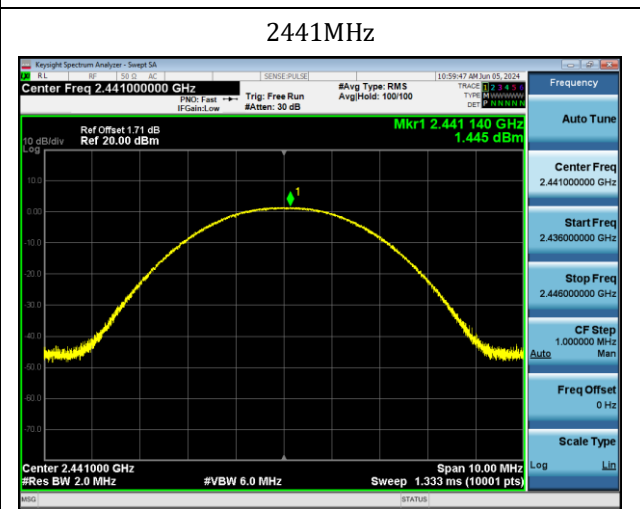 2441MHz
Keysight Spectrum Analyzer - Swept SA
RL RF 50 Ω AC SENSE:PULSE 10:59:47 AM Jun 05, 2024
Center Freq 2.441000000 GHz
PNO: Fast Trig: Free Run #Avg Type: RMS TRACE 1 2 3 4 5 6
IFGain:Low #Atten: 30 dB Avg|Hold: 100/100 TYPE M W W W W W
DET P N N N N N
Ref Offset 1.71 dB
Ref 20.00 dBm
10 dB/div
Log
Mkr1 2.441 140 GHz
1.445 dBm
1
10.0
0.00
-10.0
-20.0
-30.0
-40.0
-50.0
-60.0
-70.0
Center 2.441000 GHz Span 10.00 MHz
#Res BW 2.0 MHz #VBW 6.0 MHz Sweep 1.333 ms (10001 pts)
MSG STATUS
Frequency
Auto Tune
Center Freq
2.441000000 GHz
Start Freq
2.436000000 GHz
Stop Freq
2.446000000 GHz
CF Step
1.000000 MHz
Auto Man
Freq Offset
0 Hz
Scale Type
Log Lin